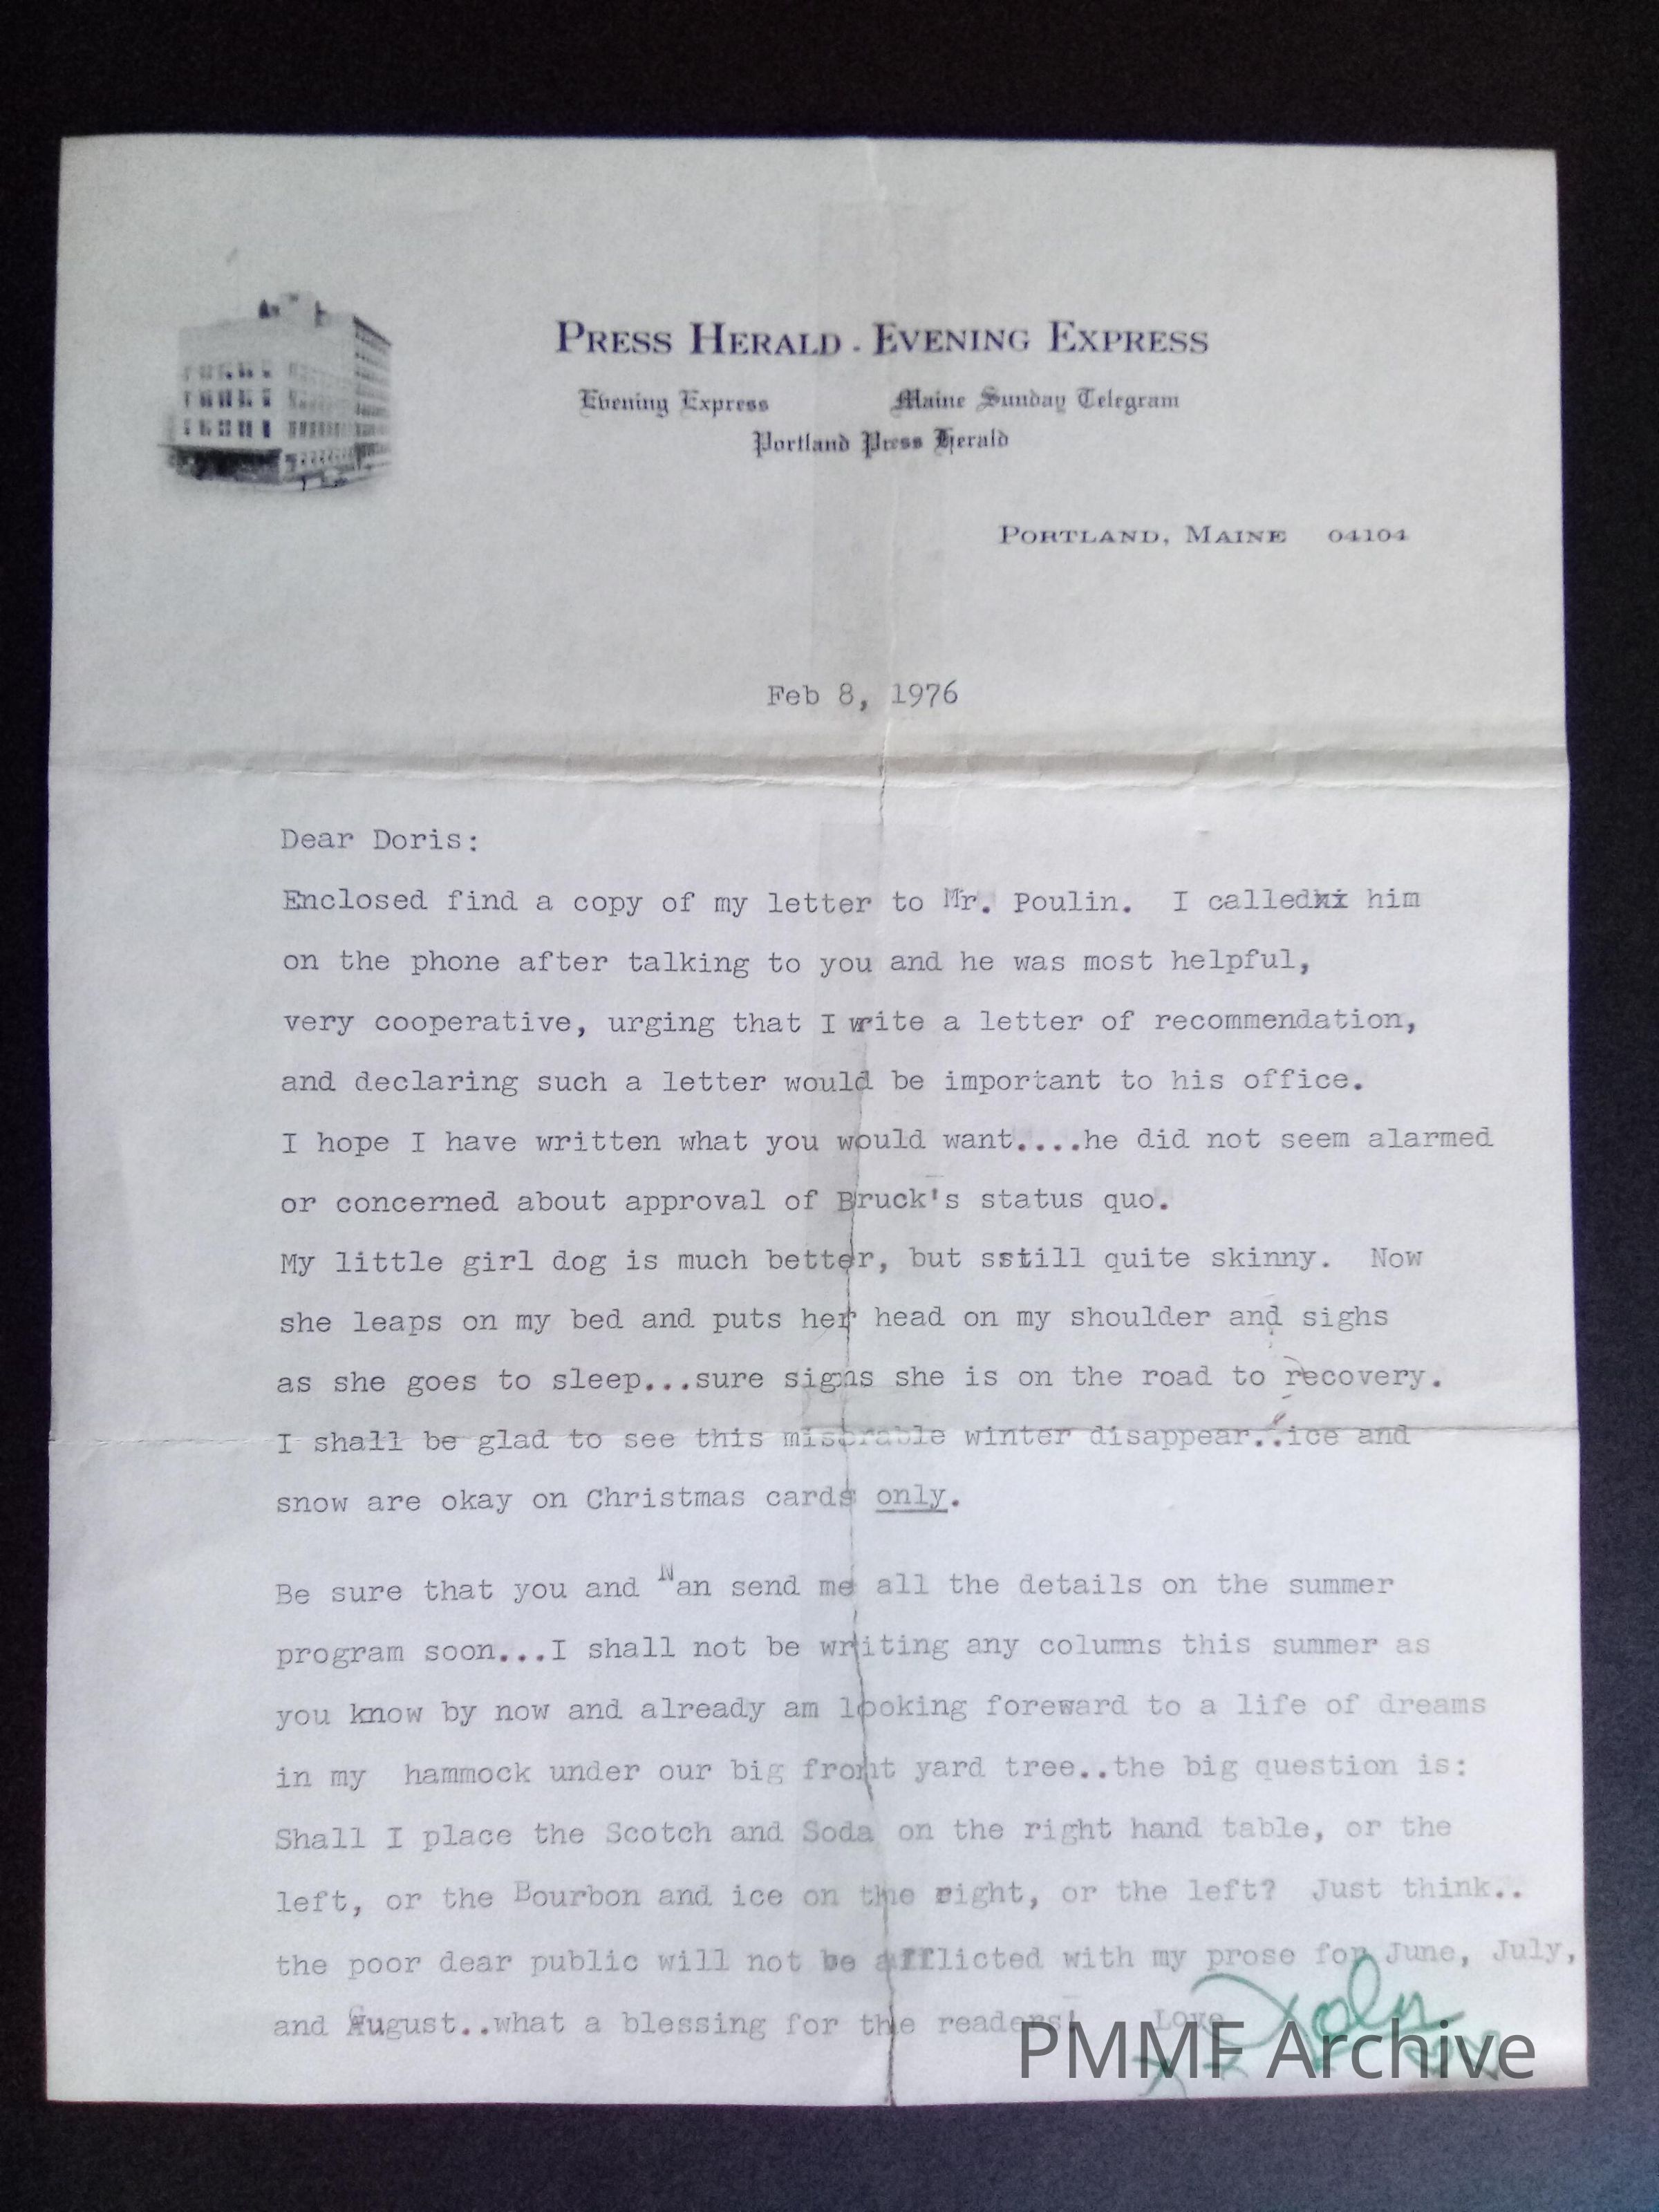 PRESS HERALD . EVENING EXPRESS
Evening Express Maine Sunday Telegram
Portland Press Herald
PORTLAND, MAINE 04104
Feb 8, 1976
Dear Doris:
Enclosed find a copy of my letter to Mr. Poulin. I calledxi him
on the phone after talking to you and he was most helpful,
very cooperative, urging that I write a letter of recommendation,
and declaring such a letter would be important to his office.
I hope I have written what you would want....he did not seem alarmed
or concerned about approval of Bruck's status quo.
My little girl dog is much better, but sstill quite skinny. Now
she leaps on my bed and puts her head on my shoulder and sighs
as she goes to sleep...sure signs she is on the road to recovery.
I shall be glad to see this misbrable winter disappear..ice and
snow are okay on Christmas cards only.
Be sure that you and Nan send me all the details on the summer
program soon...I shall not be writing any columns this summer as
you know by now and already am looking foreward to a life of dreams
in my hammock under our big front yard tree..the big question is:
Shall I place the Scotch and Soda on the right hand table, or the
left, or the Bourbon and ice on the right, or the left? Just think..
the poor dear public will not be afflicted with my prose for June, July,
and August..what a blessing for the readers! Love
PMMF Archive